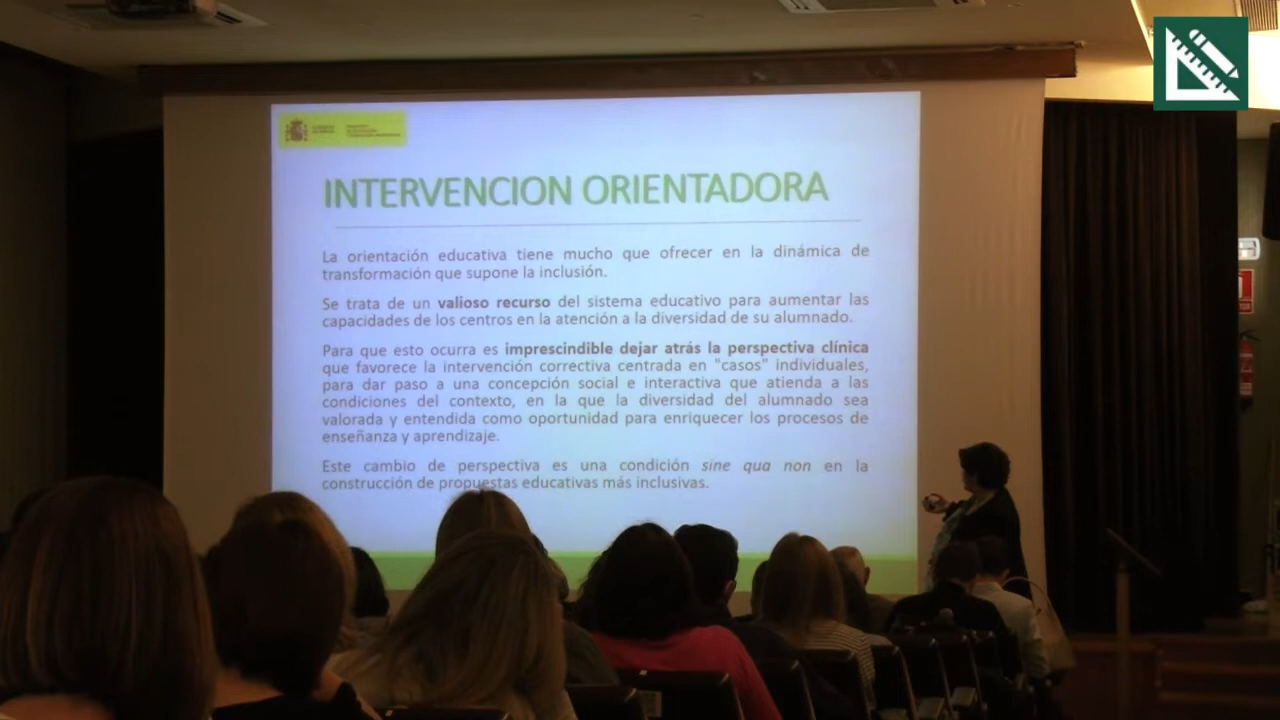 INTERVENCION ORIENTADORA
La orientación educativa tiene mucho que ofrecer en la dinámica de
transformación que supone la inclusión.
Se trata de un valioso recurso del sistema educativo para aumentar las
capacidades de los centros en la atención a la diversidad de su alumnado.
Para que esto ocurra es imprescindible dejar atrás la perspectiva clínica
que favorece la intervención correctiva centrada en "casos" individuales,
para dar paso a una concepción social e interactiva que atienda a las
condiciones del contexto, en la que la diversidad del alumnado sea
valorada y entendida como oportunidad para enriquecer los procesos de
enseñanza y aprendizaje.
Este cambio de perspectiva es una condición sine qua non en la
construcción de propuestas educativas más inclusivas.